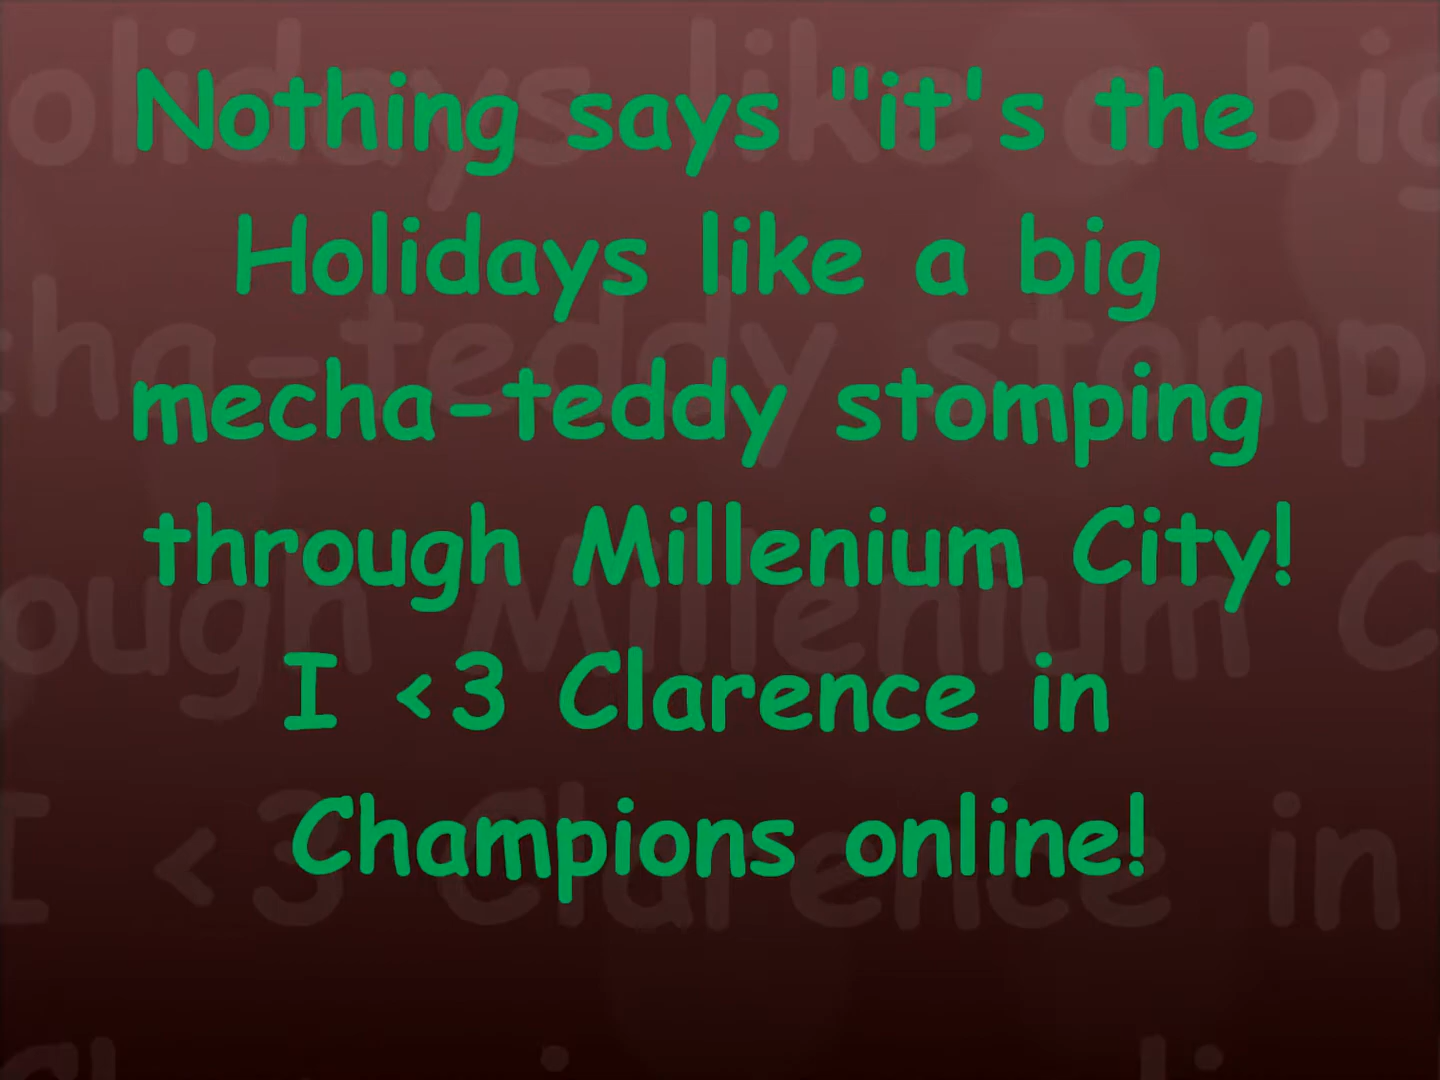 Nothing says "it's the
Holidays like a big
mecha-teddy stomping
through Millenium City!
I <3 Clarence in
Champions online!